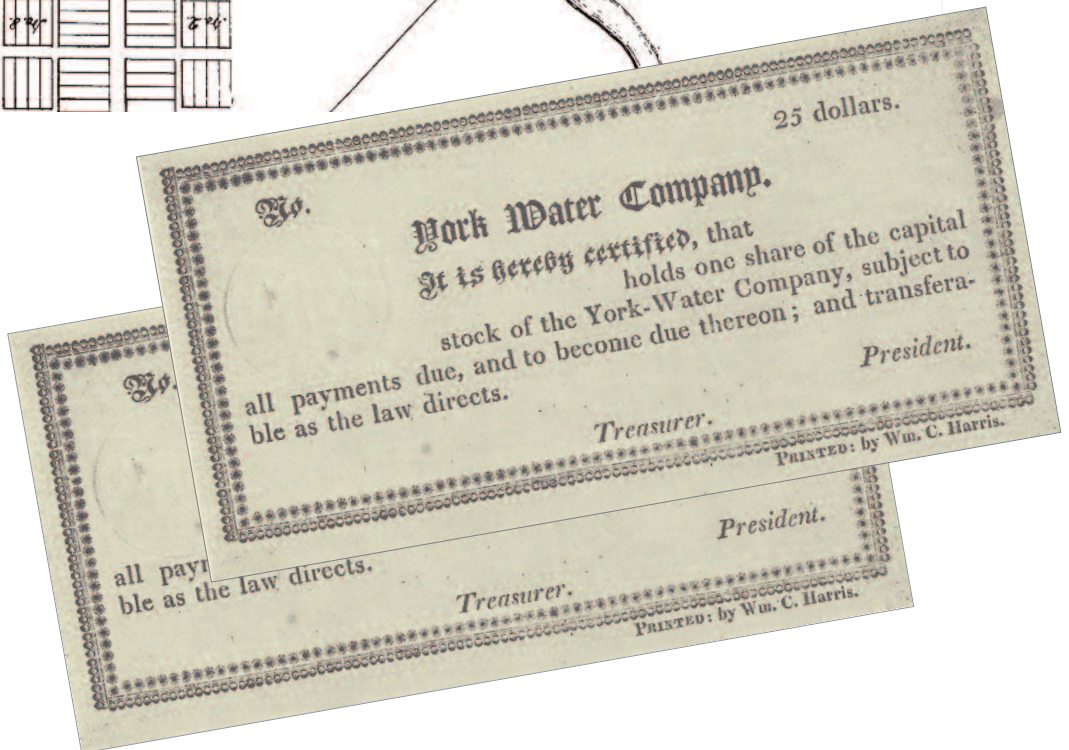 No. 2
25 dollars.
No.
York Water Company.
It is hereby certified, that
holds one share of the capital
stock of the York-Water Company, subject to
all payments due, and to become due thereon; and transfera-
ble as the law directs.
President.
Treasurer.
PRINTED: by Wm. C. Harris.
No.
all payr
ble as the law directs.
President.
Treasurer.
PRINTED: by Wm. C. Harris.